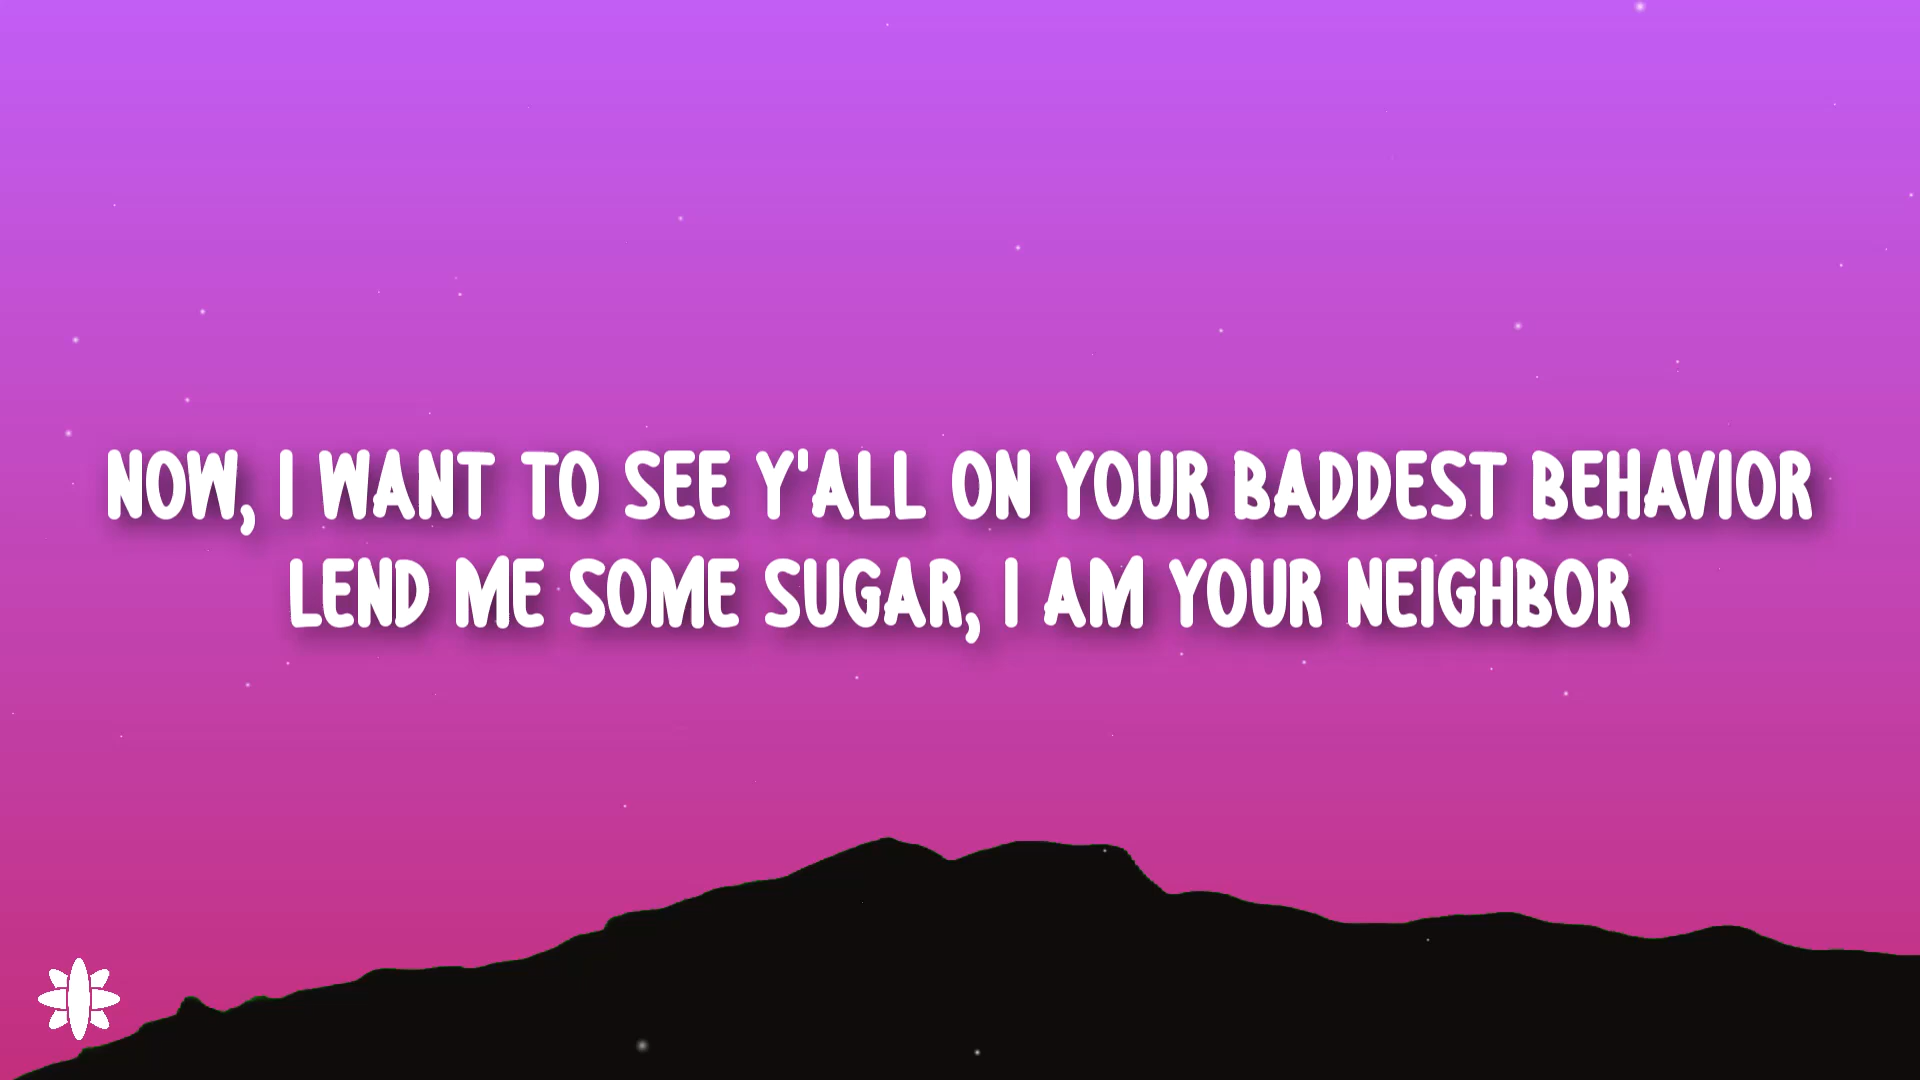 NOW, I WANT TO SEE Y'ALL ON YOUR BADDEST BEHAVIOR
LEND ME SOME SUGAR, I AM YOUR NEIGHBOR